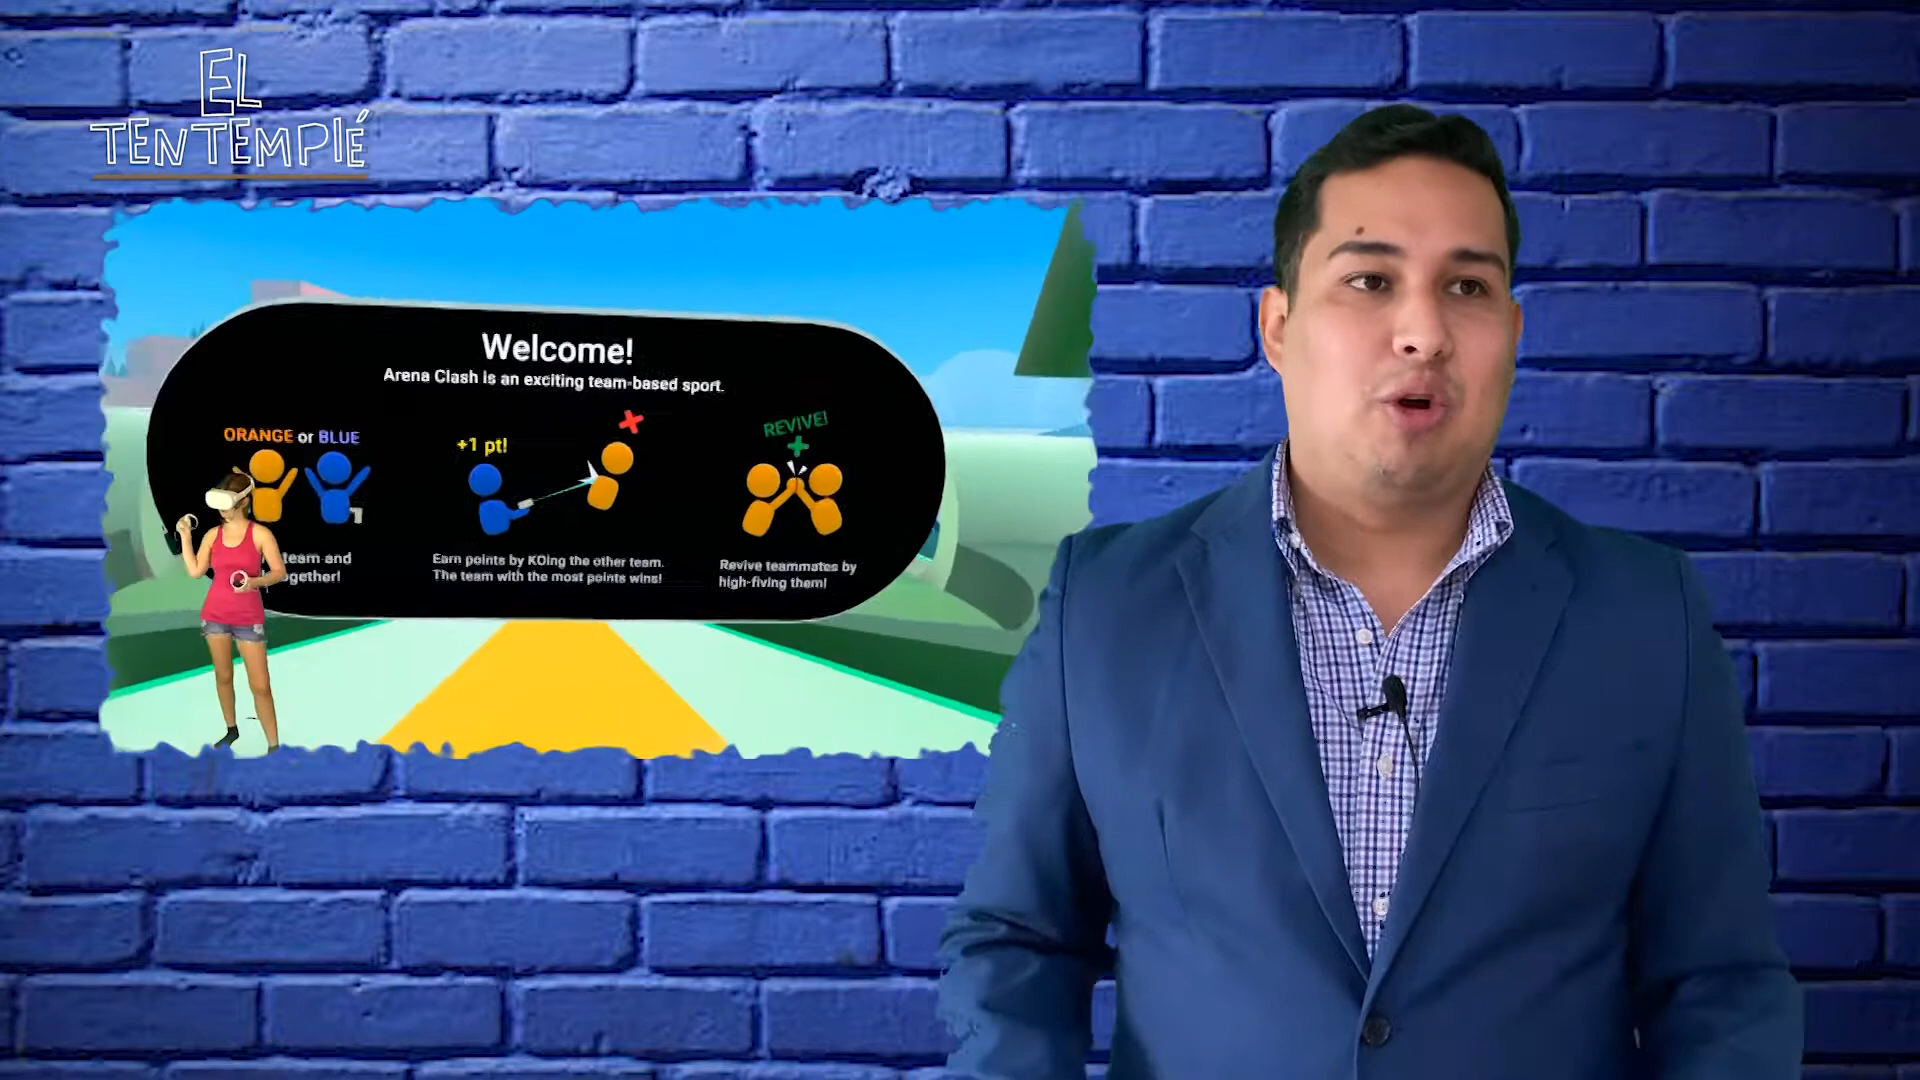 EL
TENTEMPIÉ
Welcome!
Arena Clash is an exciting team-based sport.
ORANGE or BLUE
team and
together!
+1 pt!
Earn points by KOing the other team.
The team with the most points wins!
REVIVE!
Revive teammates by
high-fiving them!